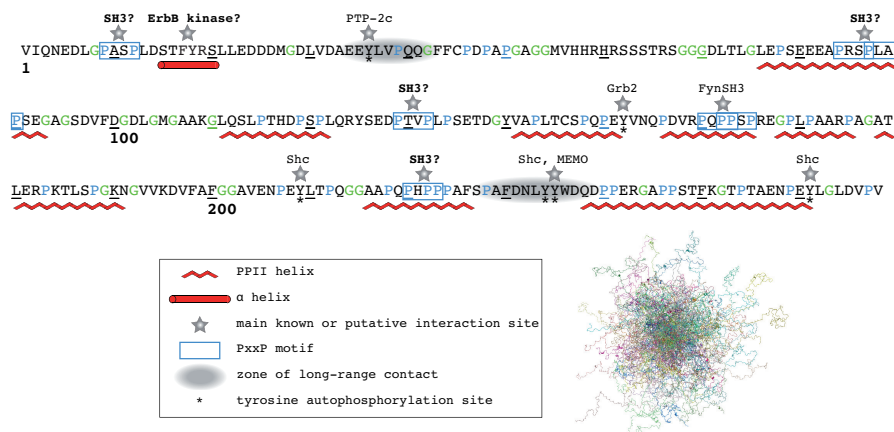 SH3? ErbB kinase? PTP-2c SH3?
VIQNEDLGPASPLDSTFYRSLLEDDDMGDLVDAEEYLVPQQGFFCPDPAPGAGGMVHHRHRSSSTRSGGGDLTLGLEPSEEEAPRSPLA
1 *
SH3? Grb2 FynSH3
PSEGAGSDVFDGDLGMGAAKGLQSLPTHDPSPLQRYSEDPTVPLPSETDGYVAPLTCSPQPEYVNQPDVRPQPPSPREGPLPAARPAGAT
100 *
Shc SH3? Shc, MEMO Shc
LERPKTLSPGKNGVVKDVFAFGGAVENPEYLTPQGGAAPQPHPPPAFSPAFDNLYYWDQDPPERGAPPSTFKGTPTAENPEYLGLDVPV
200 * ** *
PPII helix
α helix
main known or putative interaction site
PxxP motif
zone of long-range contact
* tyrosine autophosphorylation site